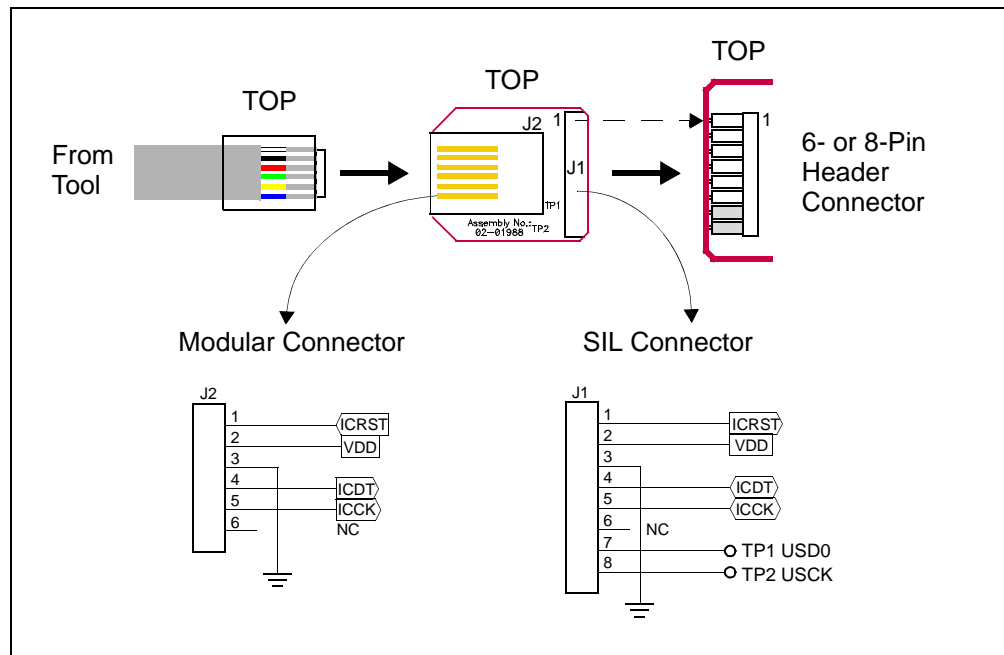 TOP
TOP
TOP
From
Tool
J2
1
J1
TP1
Assembly No.:
02-01988
TP2
1
6- or 8-Pin
Header
Connector
Modular Connector
SIL Connector
J2
1
ICRST
2
VDD
3
4
ICDT
5
ICCK
6
NC
J1
1
ICRST
2
VDD
3
4
ICDT
5
ICCK
6
NC
7
TP1 USD0
8
TP2 USCK